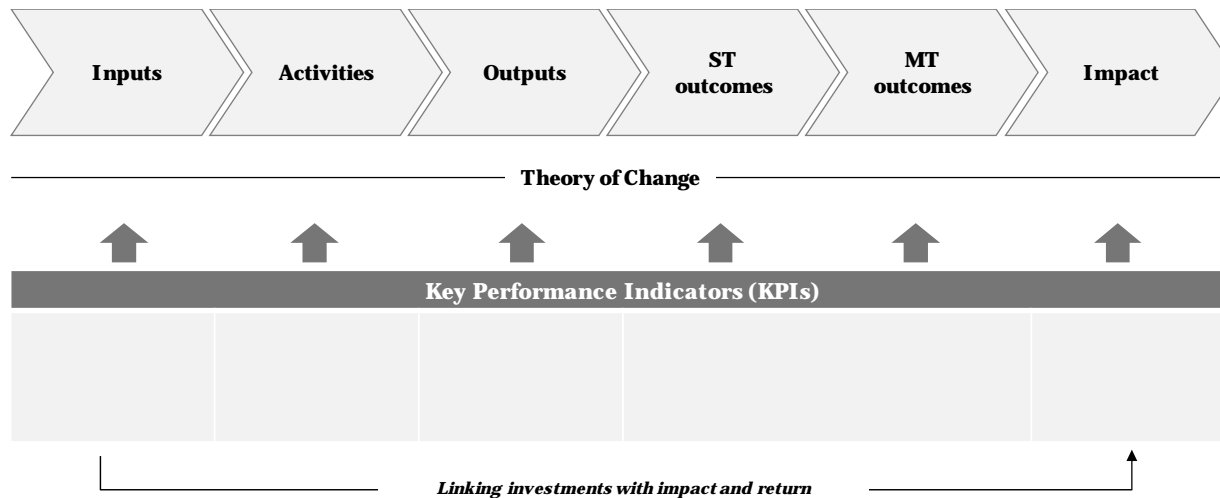 Inputs
Activities
Outputs
ST
outcomes
MT
outcomes
Impact
Theory of Change
Key Performance Indicators (KPIs)
Linking investments with impact and return